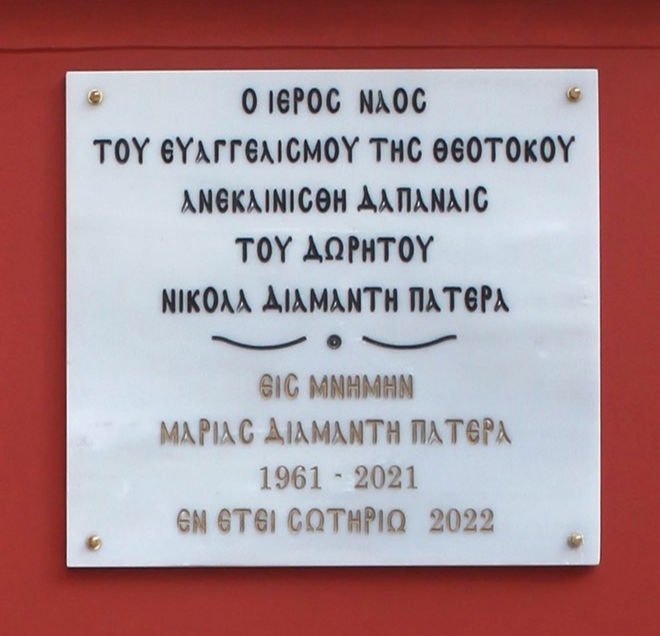 Ο ΙΕΡΟΣ ΝΑΟΣ
ΤΟΥ ΕΥΑΓΓΕΛΙΣΜΟΥ ΤΗΣ ΘΕΟΤΟΚΟΥ
ΑΝΕΚΑΙΝΙΣΘΗ ΔΑΠΑΝΑΙΣ
ΤΟΥ ΔΩΡΗΤΟΥ
ΝΙΚΟΛΑ ΔΙΑΜΑΝΤΗ ΠΑΤΕΡΑ
ΕΙΣ ΜΝΗΜΗΝ
ΜΑΡΙΑΣ ΔΙΑΜΑΝΤΗ ΠΑΤΕΡΑ
1961 - 2021
ΕΝ ΕΤΕΙ ΣΩΤΗΡΙΩ 2022